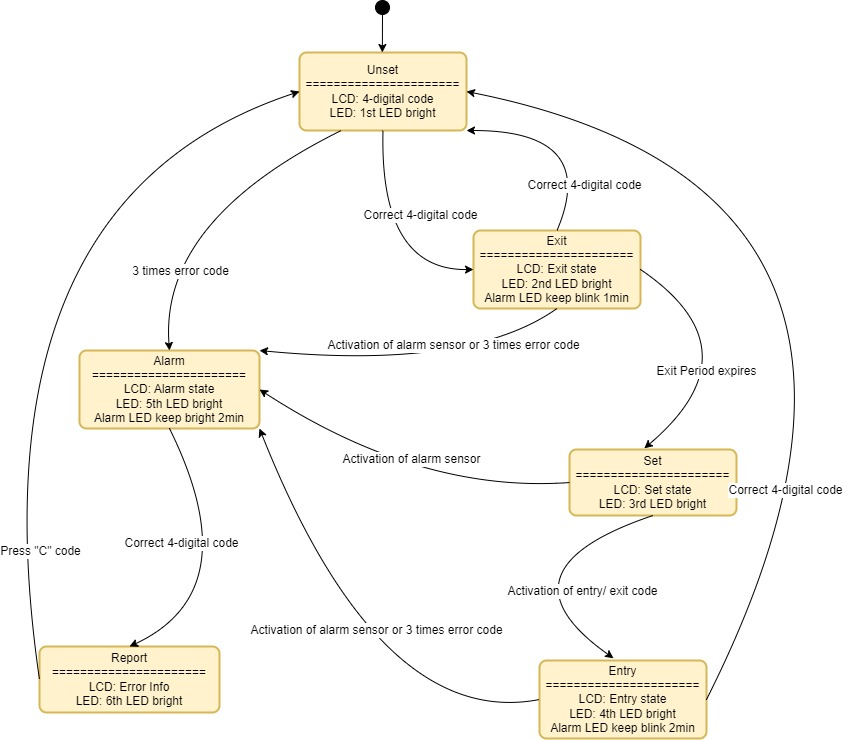 Unset
======================
LCD: 4-digital code
LED: 1st LED bright
Correct 4-digital code
Correct 4-digital code
Exit
======================
LCD: Exit state
LED: 2nd LED bright
Alarm LED keep blink 1min
3 times error code
Activation of alarm sensor or 3 times error code
Alarm
======================
LCD: Alarm state
LED: 5th LED bright
Alarm LED keep bright 2min
Exit Period expires
Activation of alarm sensor
Set
======================
LCD: Set state
LED: 3rd LED bright
Correct 4-digital code
Press "C" code
Correct 4-digital code
Activation of entry/ exit code
Activation of alarm sensor or 3 times error code
Report
======================
LCD: Error Info
LED: 6th LED bright
Entry
======================
LCD: Entry state
LED: 4th LED bright
Alarm LED keep blink 2min